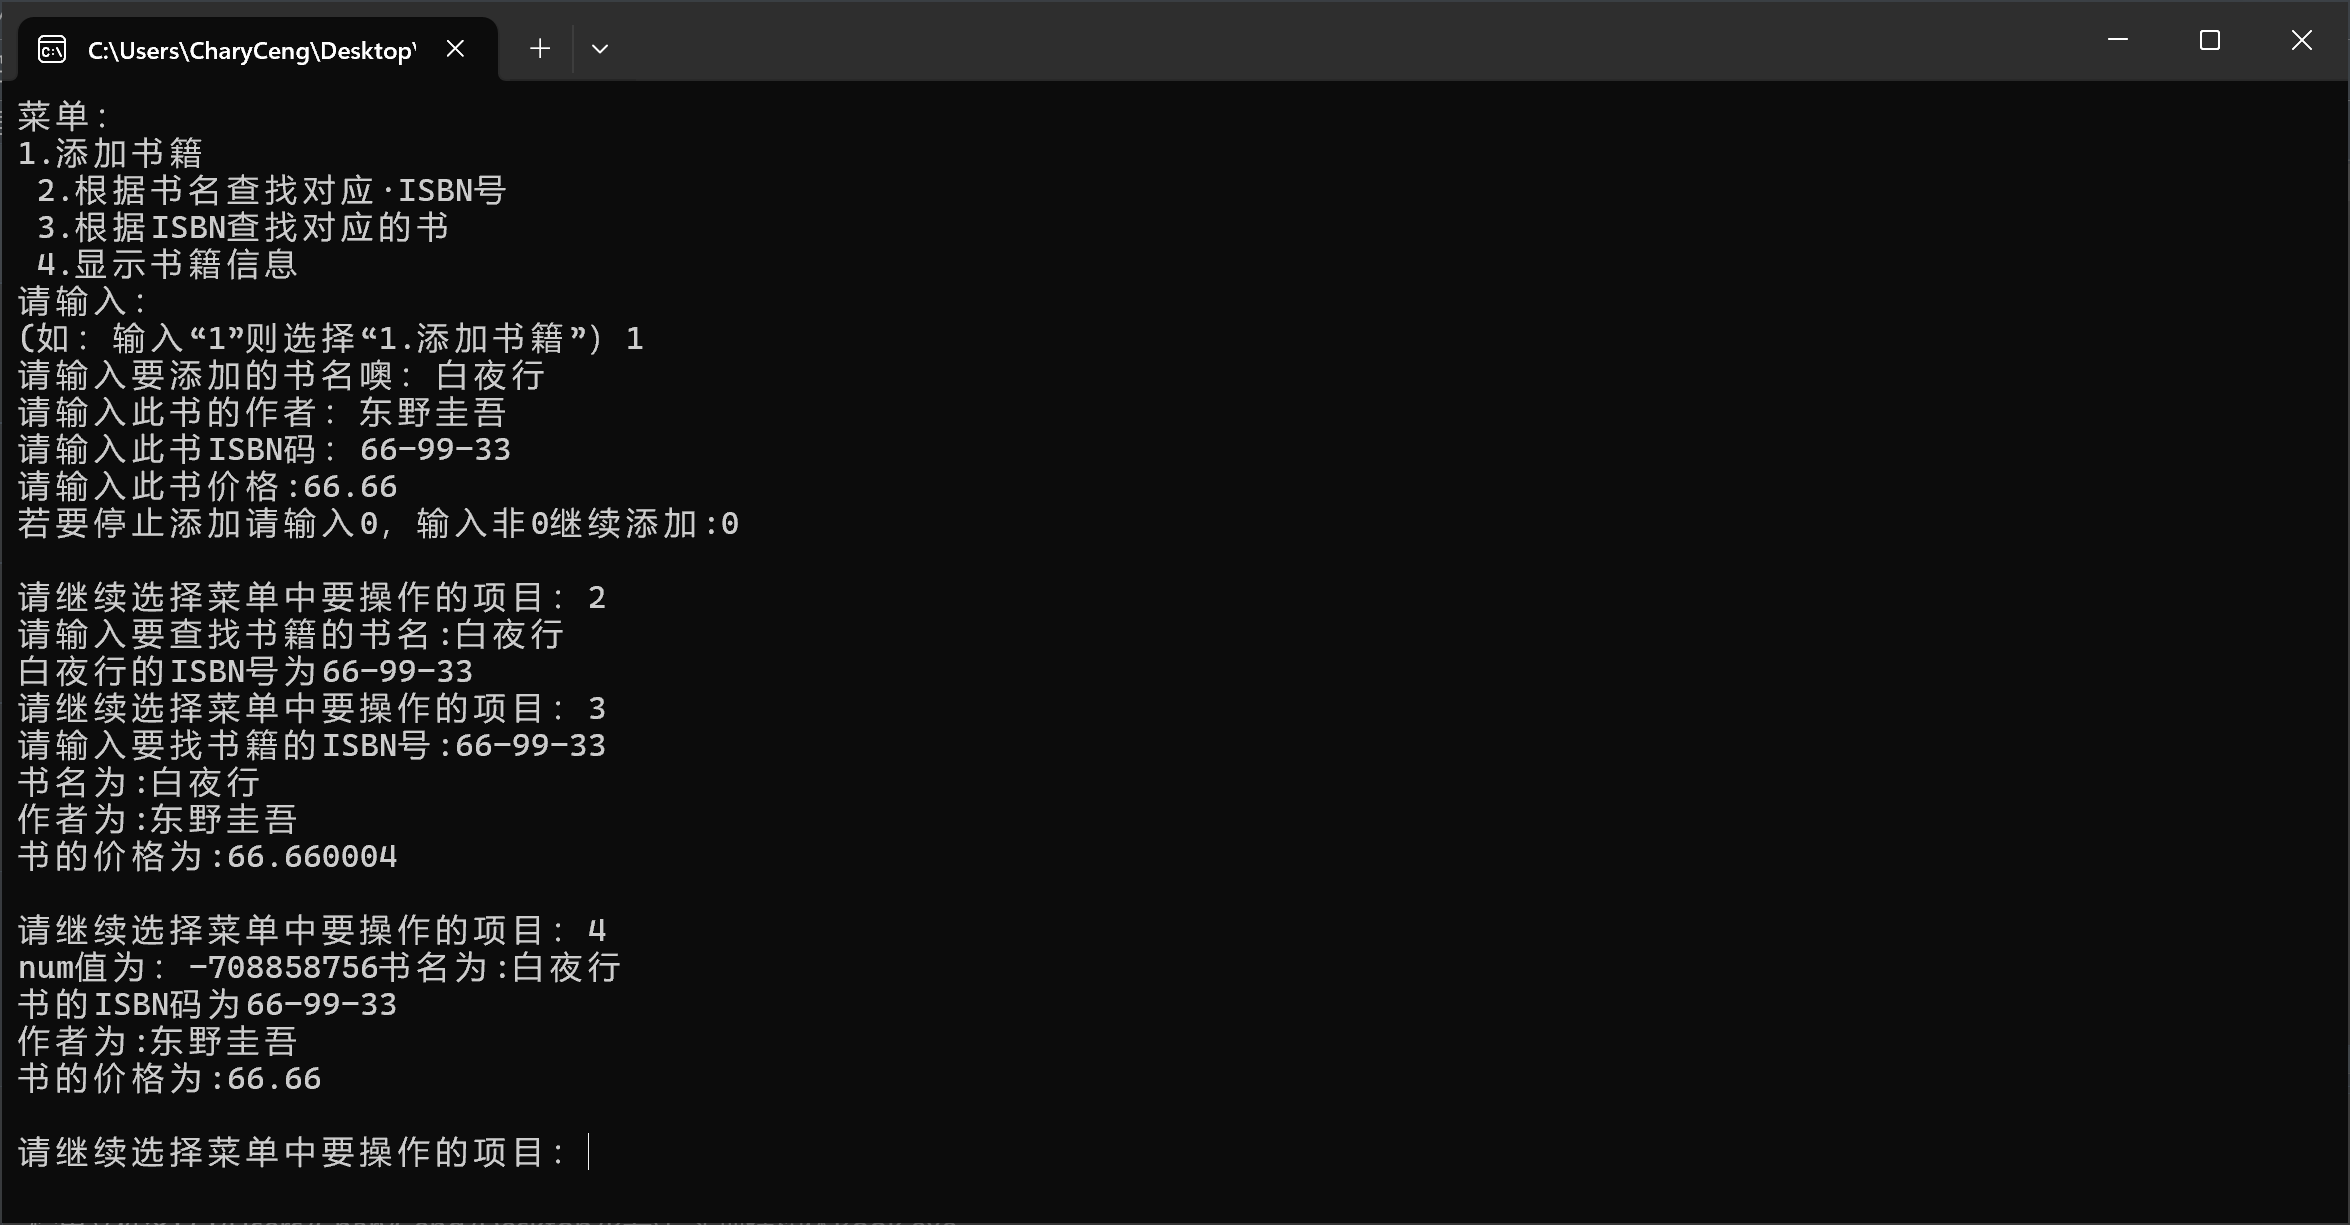 C:\Users\CharyCeng\Desktop\
菜单：
1.添加书籍
2.根据书名查找对应·ISBN号
3.根据ISBN查找对应的书
4.显示书籍信息
请输入：
(如：输入“1”则选择“1.添加书籍”）1
请输入要添加的书名噢：白夜行
请输入此书的作者：东野圭吾
请输入此书ISBN码：66-99-33
请输入此书价格:66.66
若要停止添加请输入0，输入非0继续添加:0
请继续选择菜单中要操作的项目：2
请输入要查找书籍的书名:白夜行
白夜行的ISBN号为66-99-33
请继续选择菜单中要操作的项目：3
请输入要找书籍的ISBN号:66-99-33
书名为:白夜行
作者为:东野圭吾
书的价格为:66.660004
请继续选择菜单中要操作的项目：4
num值为：-708858756书名为:白夜行
书的ISBN码为66-99-33
作者为:东野圭吾
书的价格为:66.66
请继续选择菜单中要操作的项目：